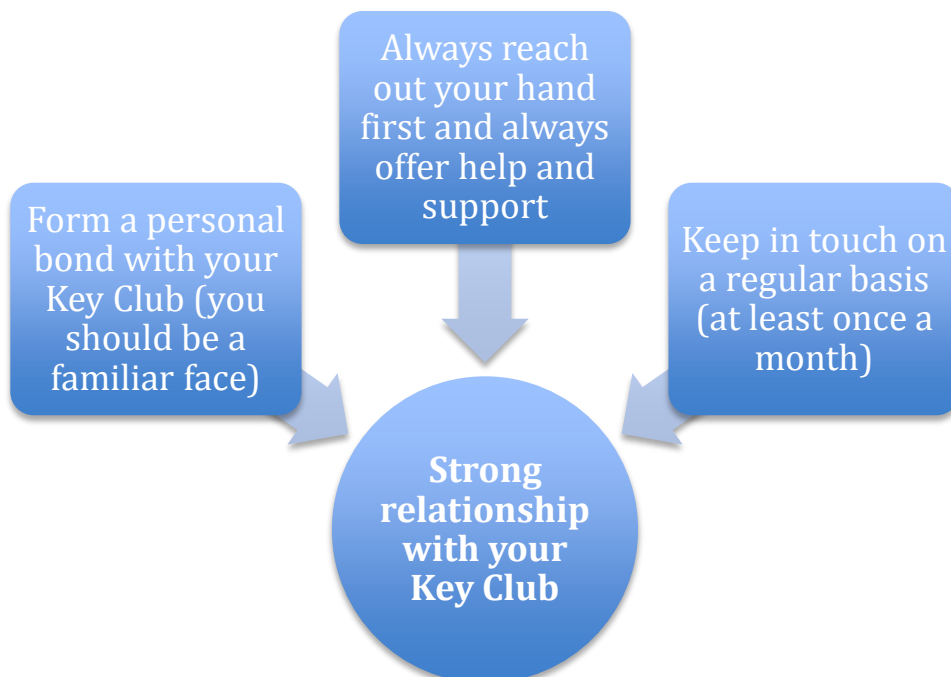 Always reach
out your hand
first and always
offer help and
support
Form a personal
bond with your
Key Club (you
should be a
familiar face)
Keep in touch on
a regular basis
(at least once a
month)
Strong
relationship
with your
Key Club